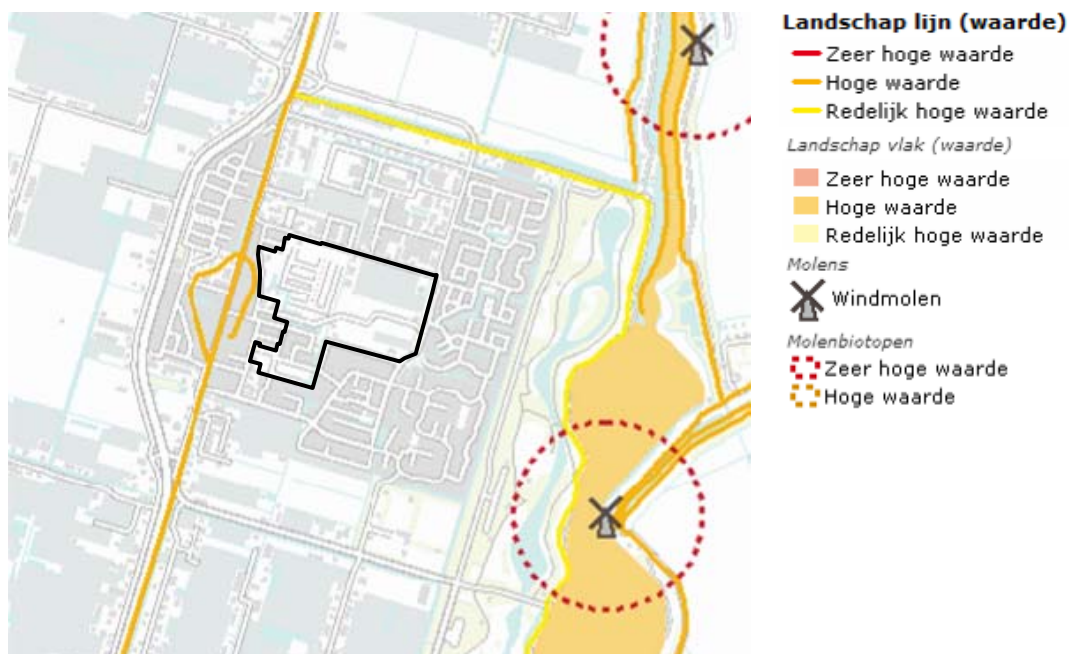 Landschap lijn (waarde)
Zeer hoge waarde
Hoge waarde
Redelijk hoge waarde
Landschap vlak (waarde)
Zeer hoge waarde
Hoge waarde
Redelijk hoge waarde
Molens
Windmolen
Molenbiotopen
Zeer hoge waarde
Hoge waarde